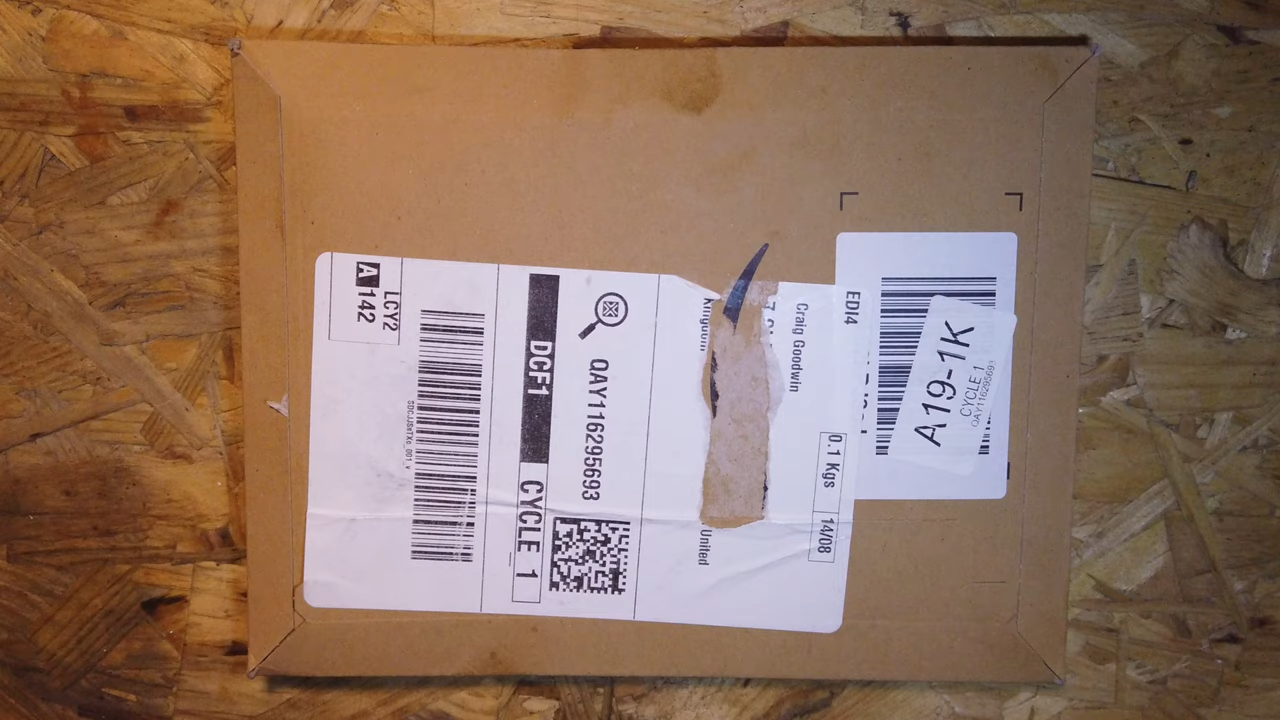 EDI4
A19-1K
CYCLE 1
QAY116295693
Craig Goodwin
0.1 Kgs 14/08
United
Kingdom
QAY116295693
DCF1 CYCLE 1
LCY2
A 142